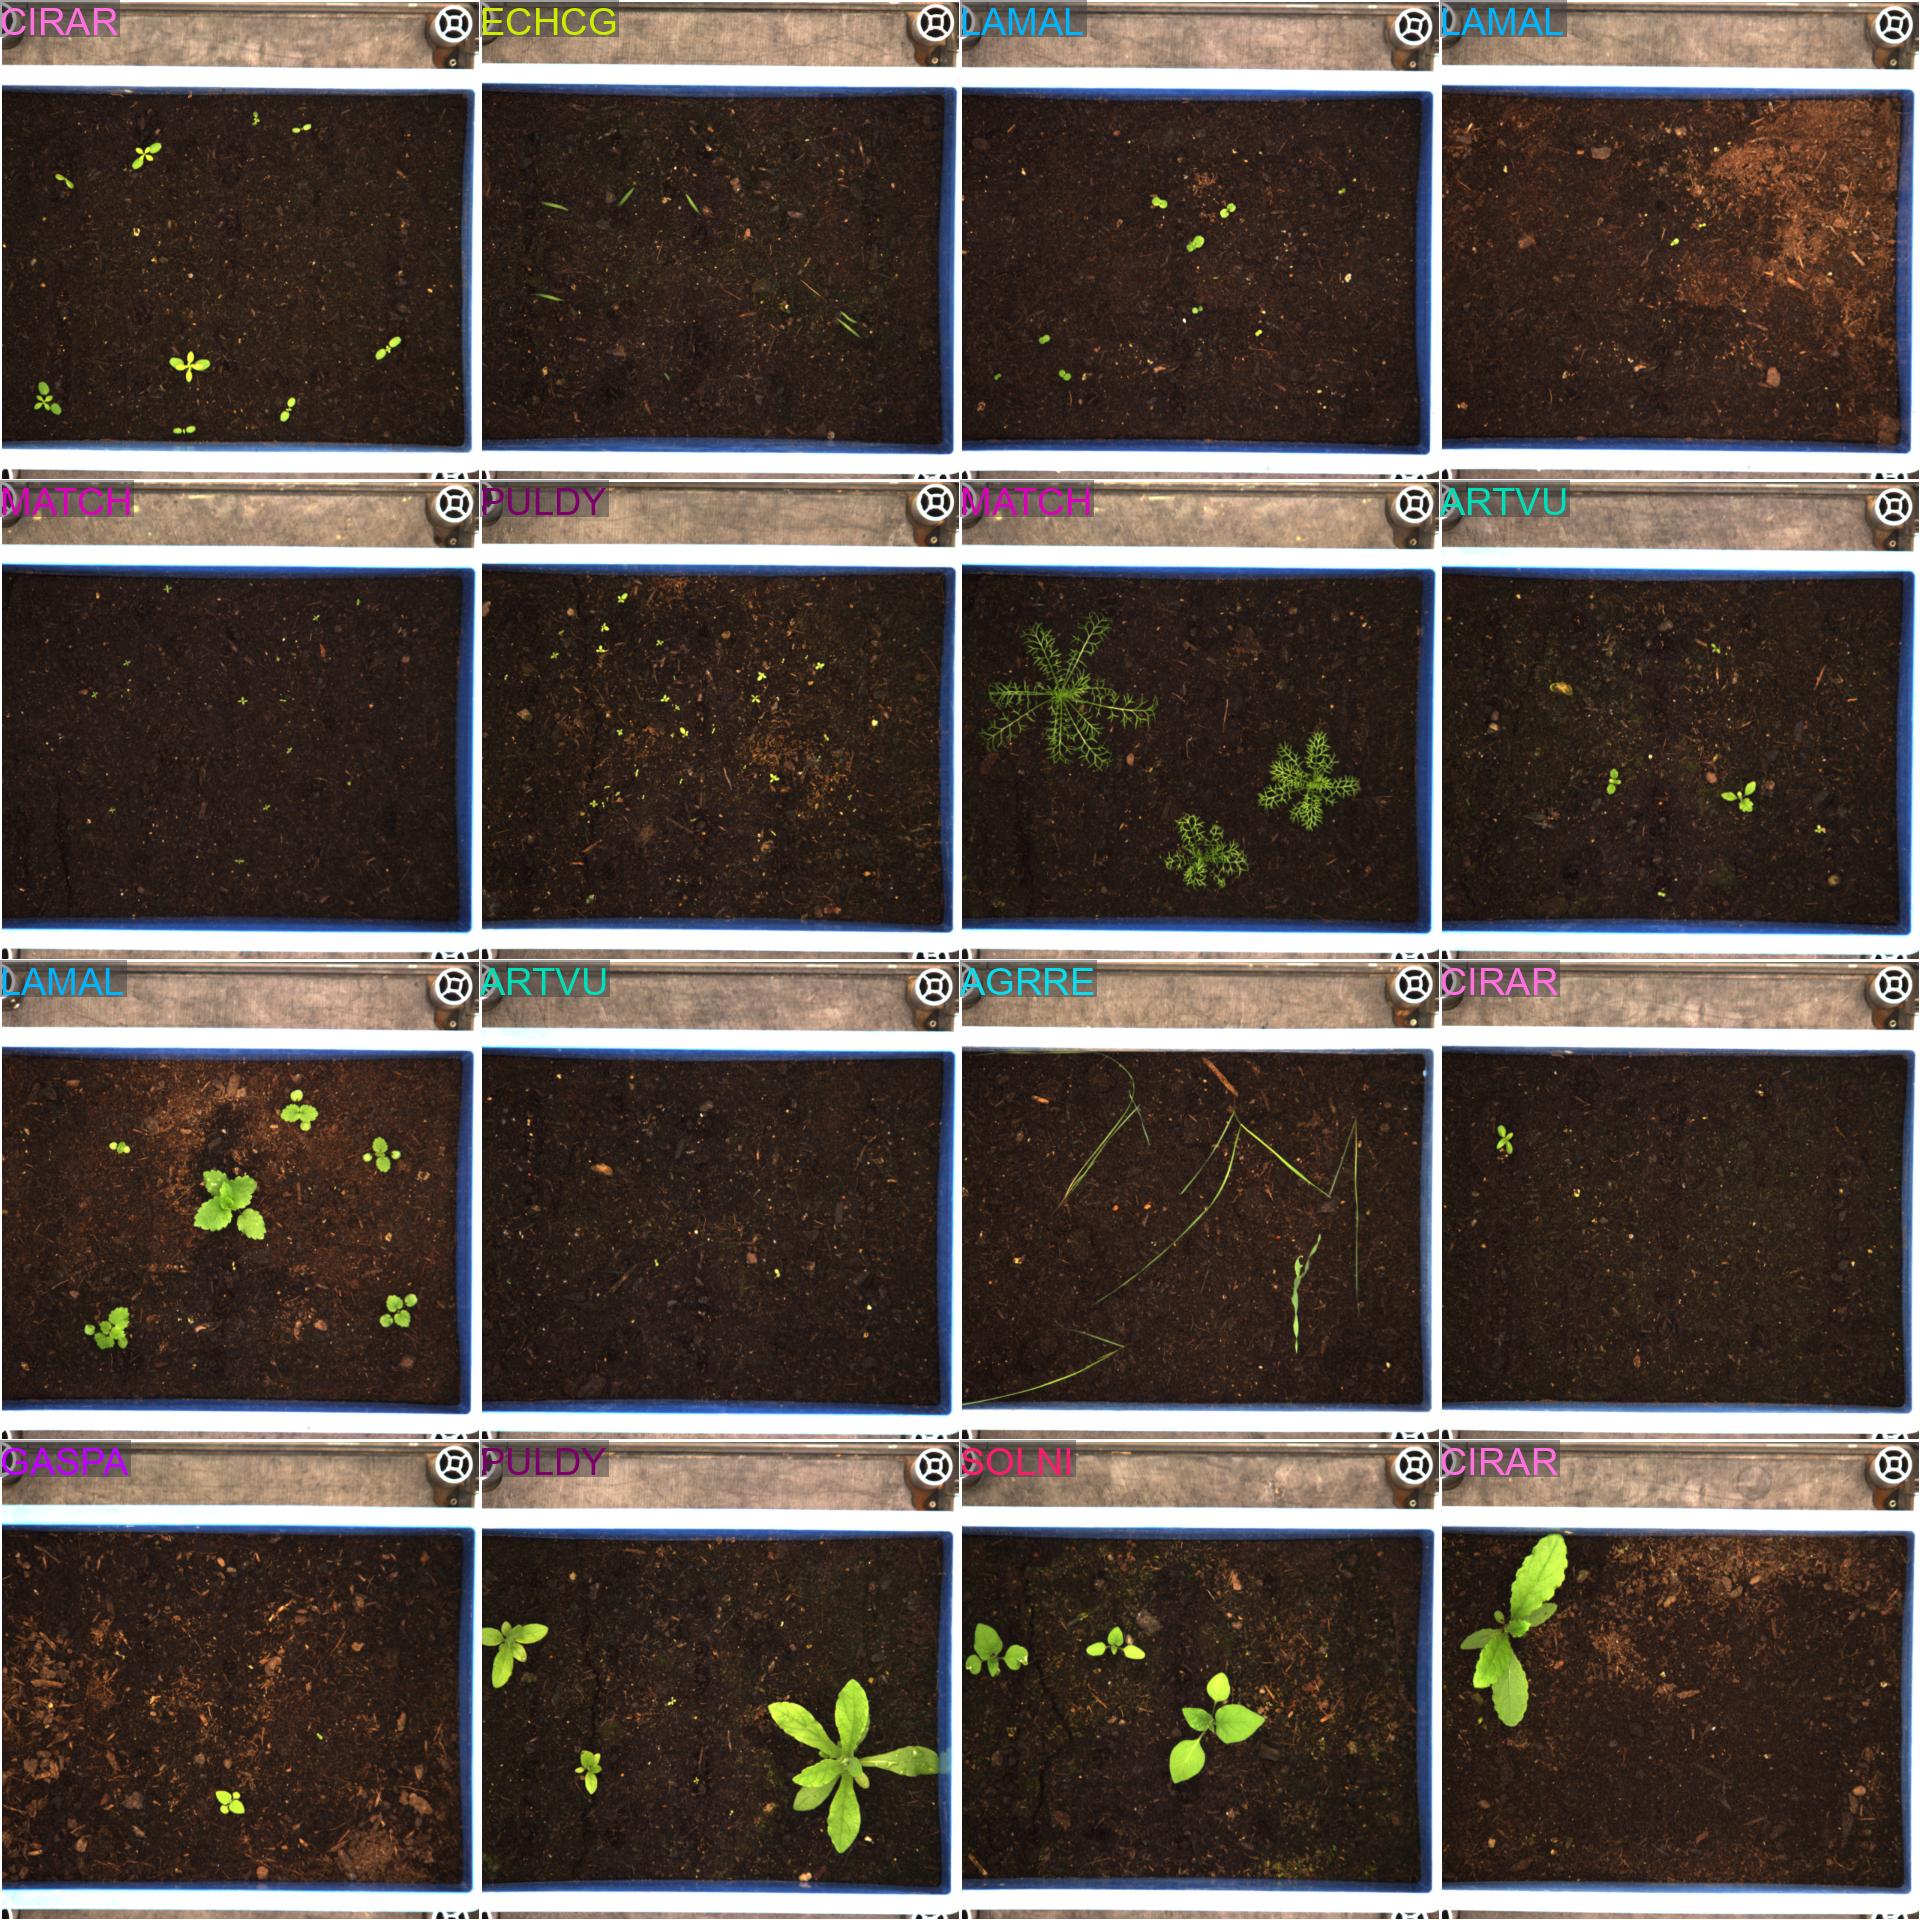 CIRAR
ECHCG
LAMAL
LAMAL
MATCH
PULDY
MATCH
ARTVU
LAMAL
ARTVU
AGRRE
CIRAR
GASPA
PULDY
SOLNI
CIRAR